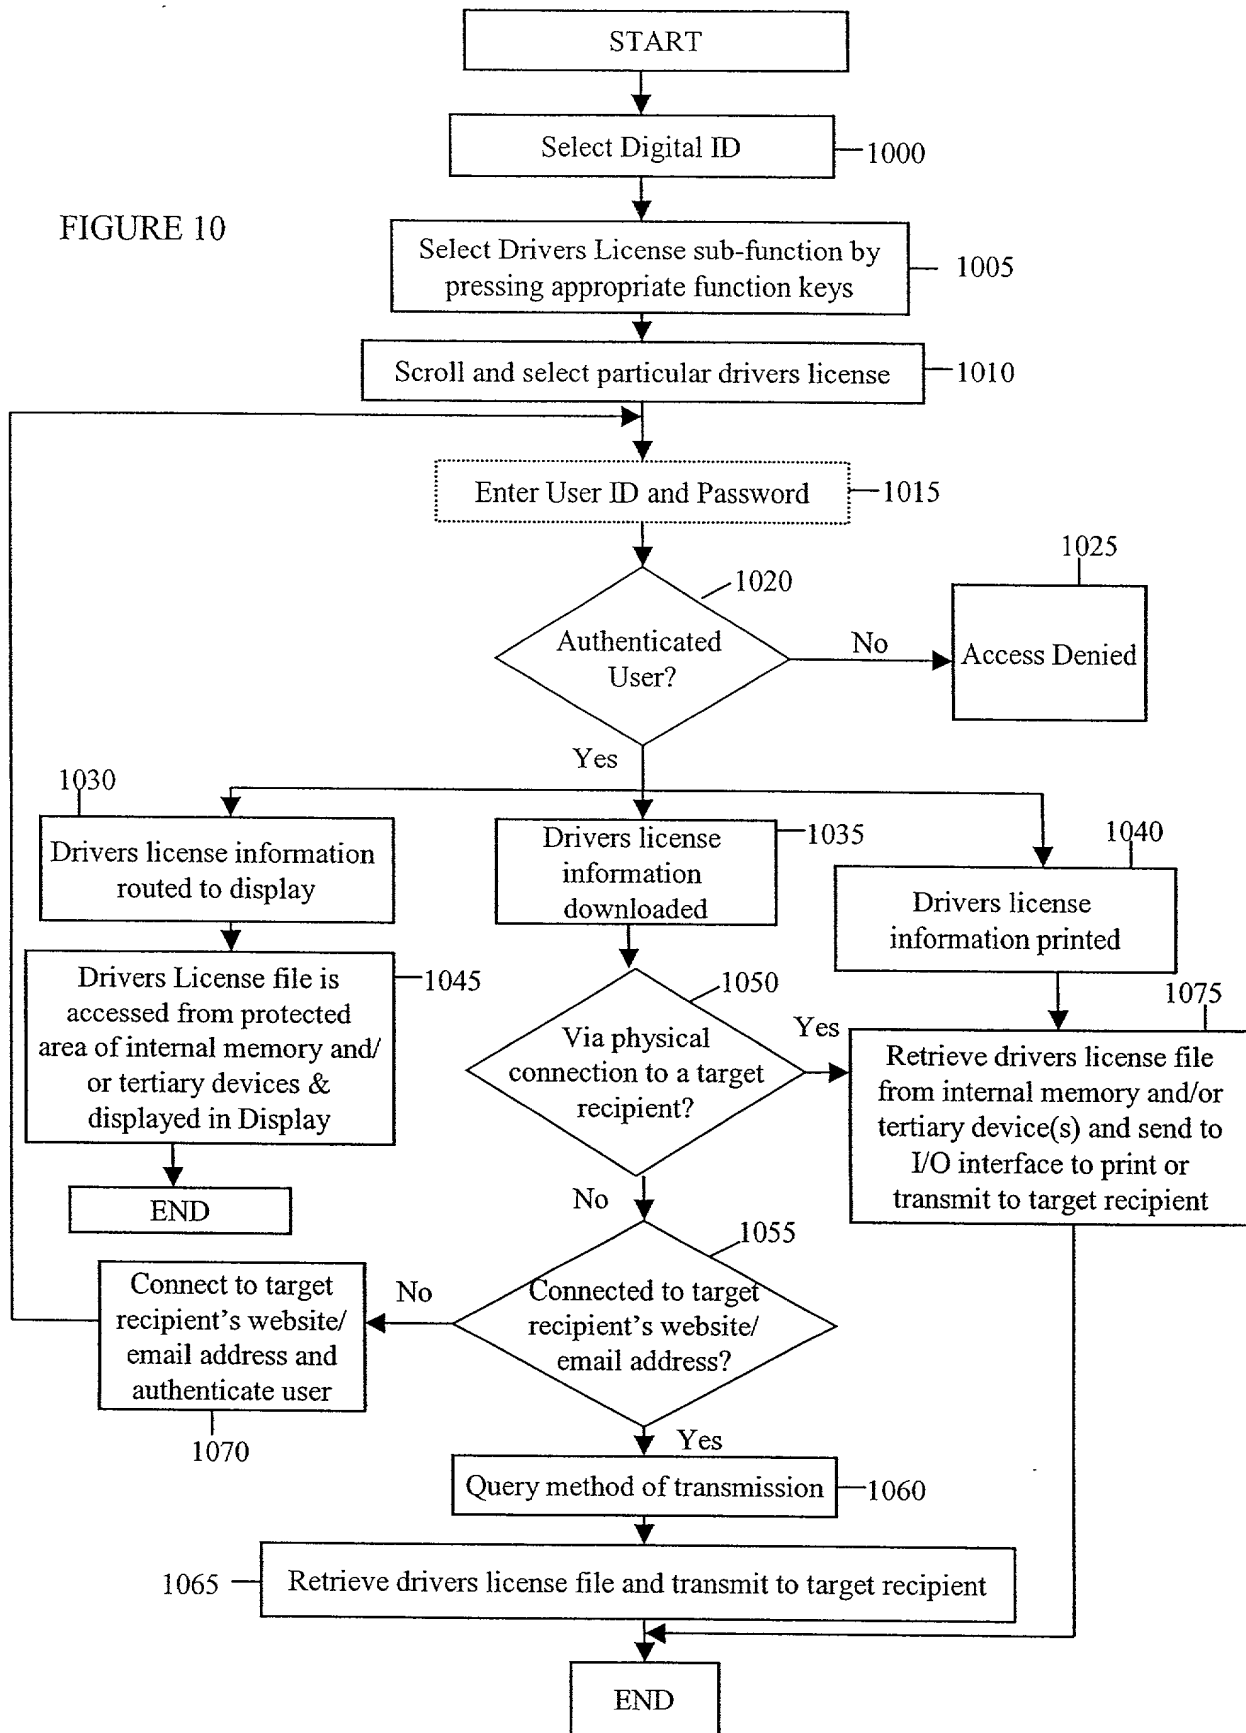 START
Select Digital ID
1000
FIGURE 10
Select Drivers License sub-function by
pressing appropriate function keys
1005
Scroll and select particular drivers license
1010
Enter User ID and Password
1015
1020
Authenticated
User?
No
1025
Access Denied
Yes
1030
Drivers license information
routed to display
1035
Drivers license
information
downloaded
1040
Drivers license
information printed
1045
Drivers License file is
accessed from protected
area of internal memory and/
or tertiary devices &
displayed in Display
END
1050
Via physical
connection to a target
recipient?
Yes
1075
Retrieve drivers license file
from internal memory and/or
tertiary device(s) and send to
I/O interface to print or
transmit to target recipient
No
1055
Connected to target
recipient's website/
email address?
No
Connect to target
recipient's website/
email address and
authenticate user
1070
Yes
Query method of transmission
1060
1065
Retrieve drivers license file and transmit to target recipient
END